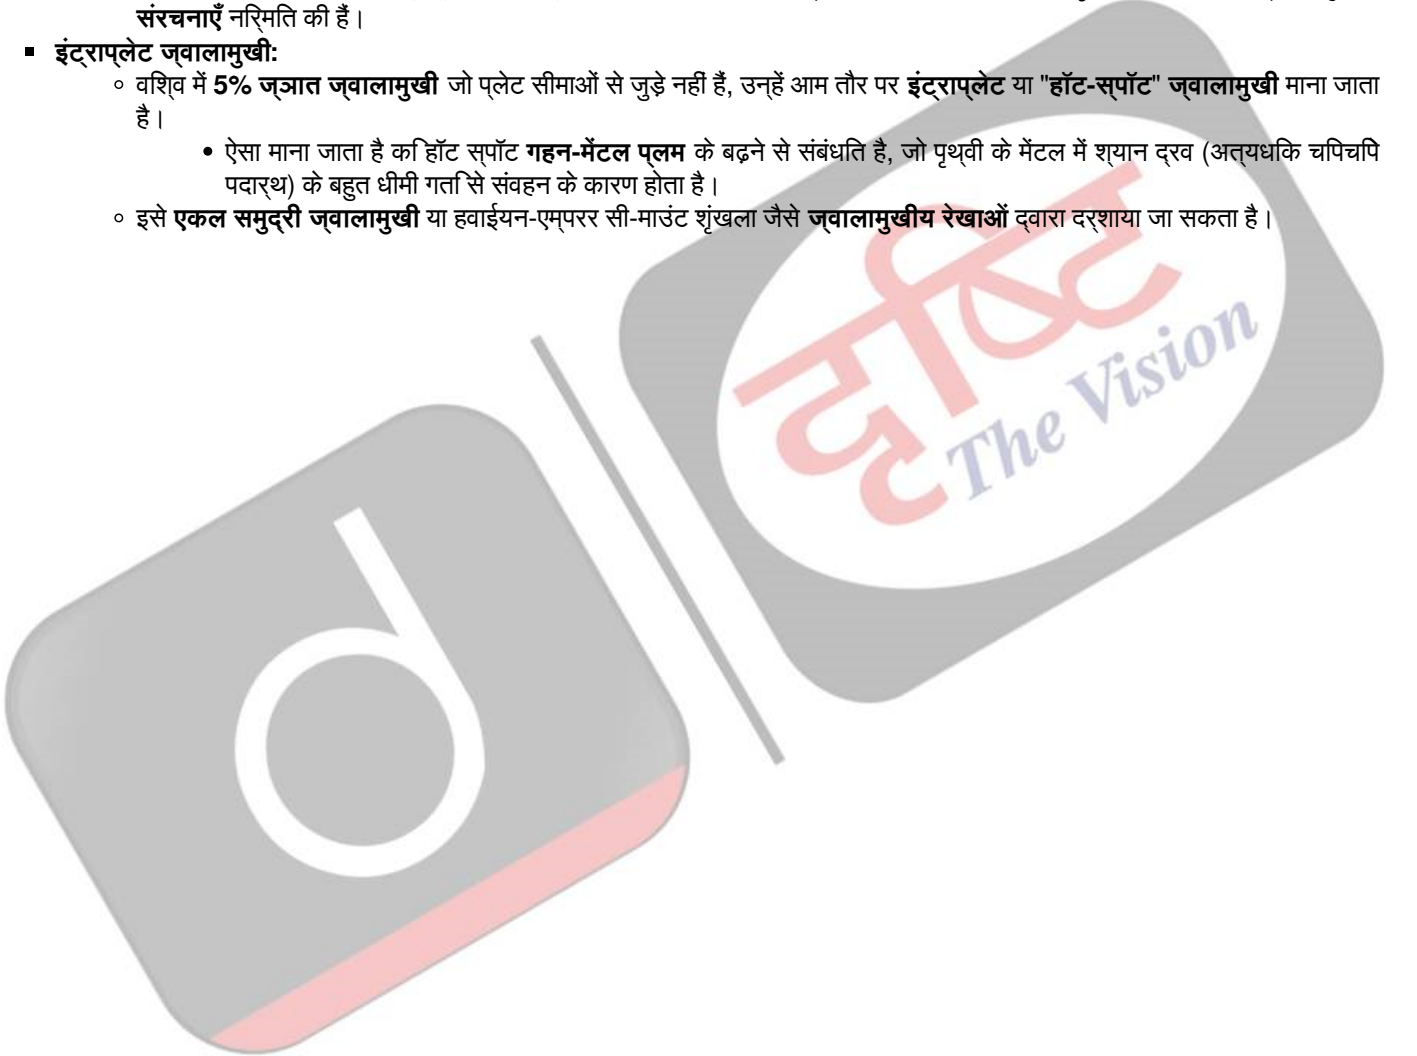 संरचनाएँ निर्मित की हैं।
इंट्राप्लेट ज्वालामुखी:
विश्व में 5% ज्ञात ज्वालामुखी जो प्लेट सीमाओं से जुड़े नहीं हैं, उन्हें आम तौर पर इंट्राप्लेट या "हॉट-स्पॉट" ज्वालामुखी माना जाता
है।
ऐसा माना जाता है कि हॉट स्पॉट गहन-मेंटल प्लम के बढ़ने से संबंधित है, जो पृथ्वी के मेंटल में श्यान द्रव (अत्यधिक चिपचिपे
पदार्थ) के बहुत धीमी गति से संवहन के कारण होता है।
इसे एकल समुद्री ज्वालामुखी या हवाईयन-एम्परर सी-माउंट शृंखला जैसे ज्वालामुखीय रेखाओं द्वारा दर्शाया जा सकता है।
दृष्टि
The Vision
d